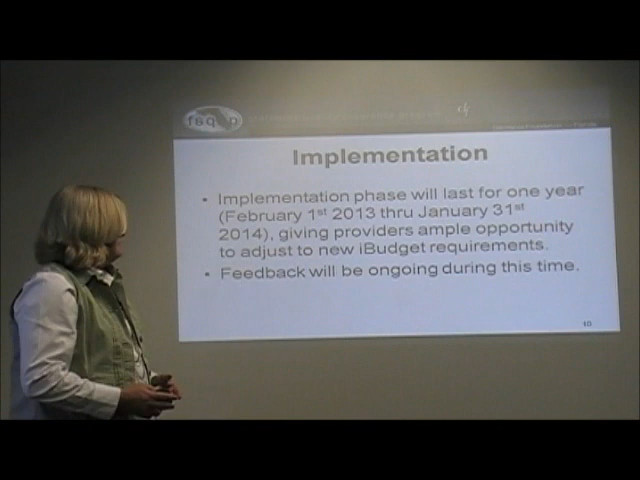 fsq p
Implementation
• Implementation phase will last for one year
(February 1st 2013 thru January 31st
2014), giving providers ample opportunity
to adjust to new iBudget requirements.
• Feedback will be ongoing during this time.
10